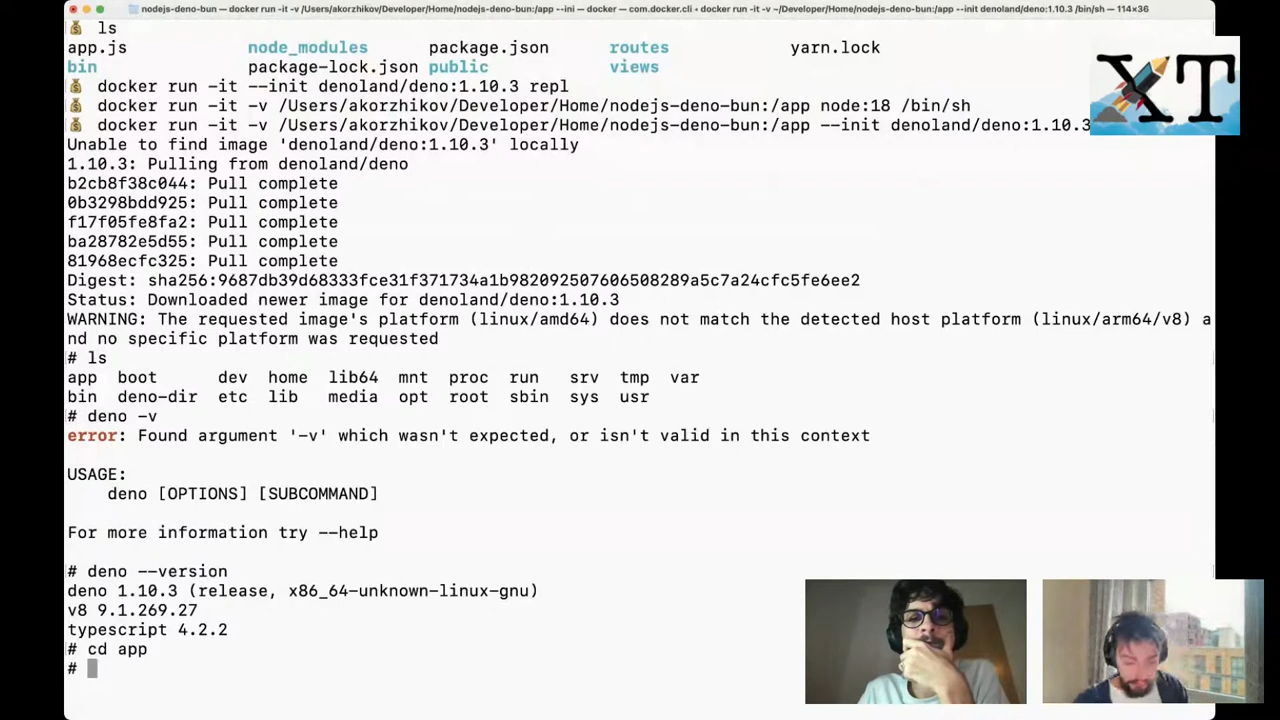 nodejs-deno-bun — docker run -it -v /Users/akorzhikov/Developer/Home/nodejs-deno-bun:/app --ini — docker — com.docker.cli ◂ docker run -it -v ~/Developer/Home/nodejs-deno-bun:/app --init denoland/deno:1.10.3 /bin/sh — 114×36
ls
app.js node_modules package.json routes yarn.lock
bin package-lock.json public views
docker run -it --init denoland/deno:1.10.3 repl
docker run -it -v /Users/akorzhikov/Developer/Home/nodejs-deno-bun:/app node:18 /bin/sh
docker run -it -v /Users/akorzhikov/Developer/Home/nodejs-deno-bun:/app --init denoland/deno:1.10.3
XT
Unable to find image 'denoland/deno:1.10.3' locally
1.10.3: Pulling from denoland/deno
b2cb8f38c044: Pull complete
0b3298bdd925: Pull complete
f17f05fe8fa2: Pull complete
ba28782e5d55: Pull complete
81968ecfc325: Pull complete
Digest: sha256:9687db39d68333fce31f371734a1b982092507606508289a5c7a24cfc5fe6ee2
Status: Downloaded newer image for denoland/deno:1.10.3
WARNING: The requested image's platform (linux/amd64) does not match the detected host platform (linux/arm64/v8) a
nd no specific platform was requested
# ls
app boot dev home lib64 mnt proc run srv tmp var
bin deno-dir etc lib media opt root sbin sys usr
# deno -v
error: Found argument '-v' which wasn't expected, or isn't valid in this context
USAGE:
deno [OPTIONS] [SUBCOMMAND]
For more information try --help
# deno --version
deno 1.10.3 (release, x86_64-unknown-linux-gnu)
v8 9.1.269.27
typescript 4.2.2
# cd app
#